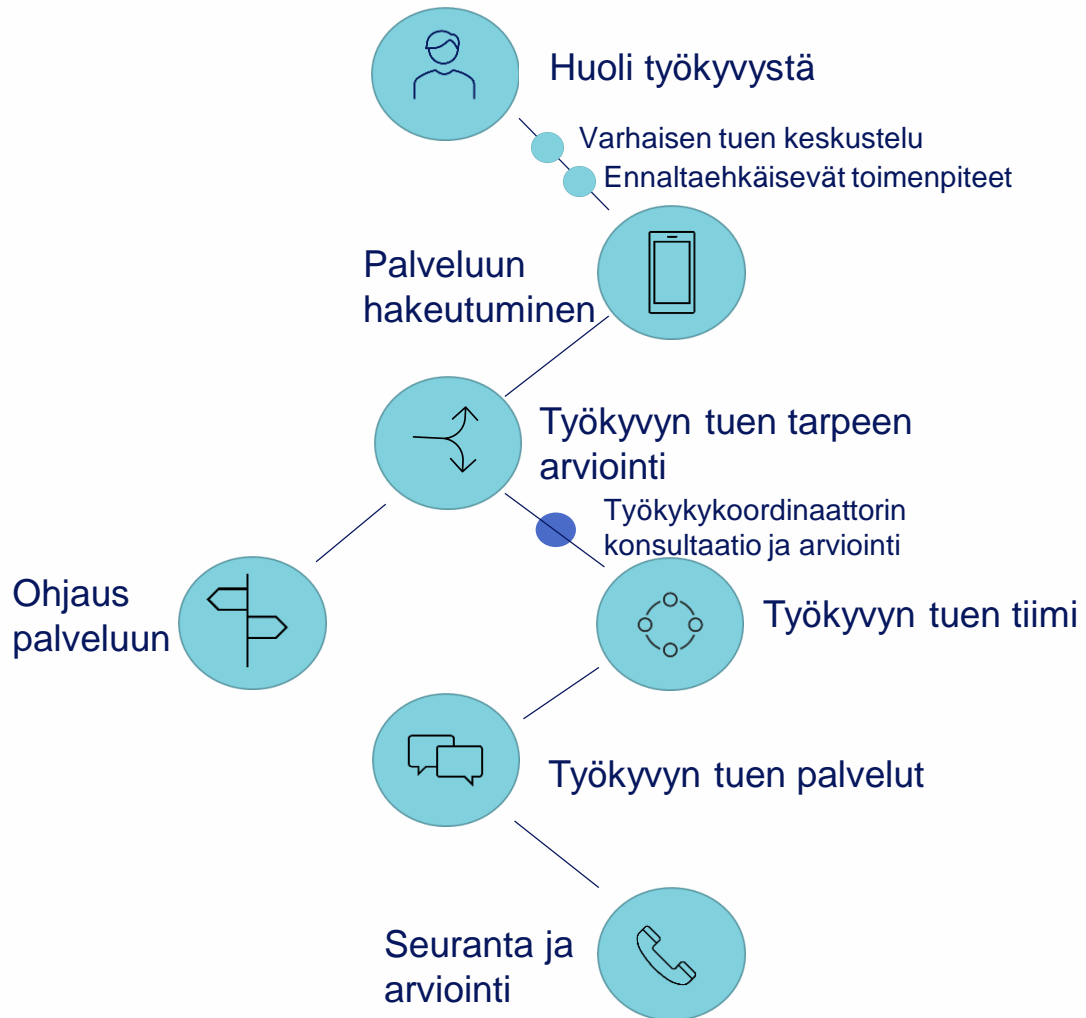 Huoli työkyvystä
Varhaisen tuen keskustelu
Ennaltaehkäisevät toimenpiteet
Palveluun
hakeutuminen
Työkyvyn tuen tarpeen
arviointi
Työkykykoordinaattorin
konsultaatio ja arviointi
Ohjaus
palveluun
Työkyvyn tuen tiimi
Työkyvyn tuen palvelut
Seuranta ja
arviointi